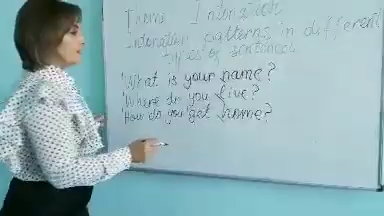 Intonation
Intonation patterns in different
types of sentences
'What is your name?
'Where do you live?
'How do you get home?